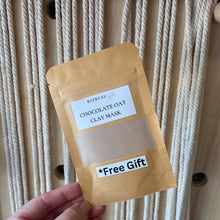 CHOCOLATE OAT
CLAY MASK
*Free Gift